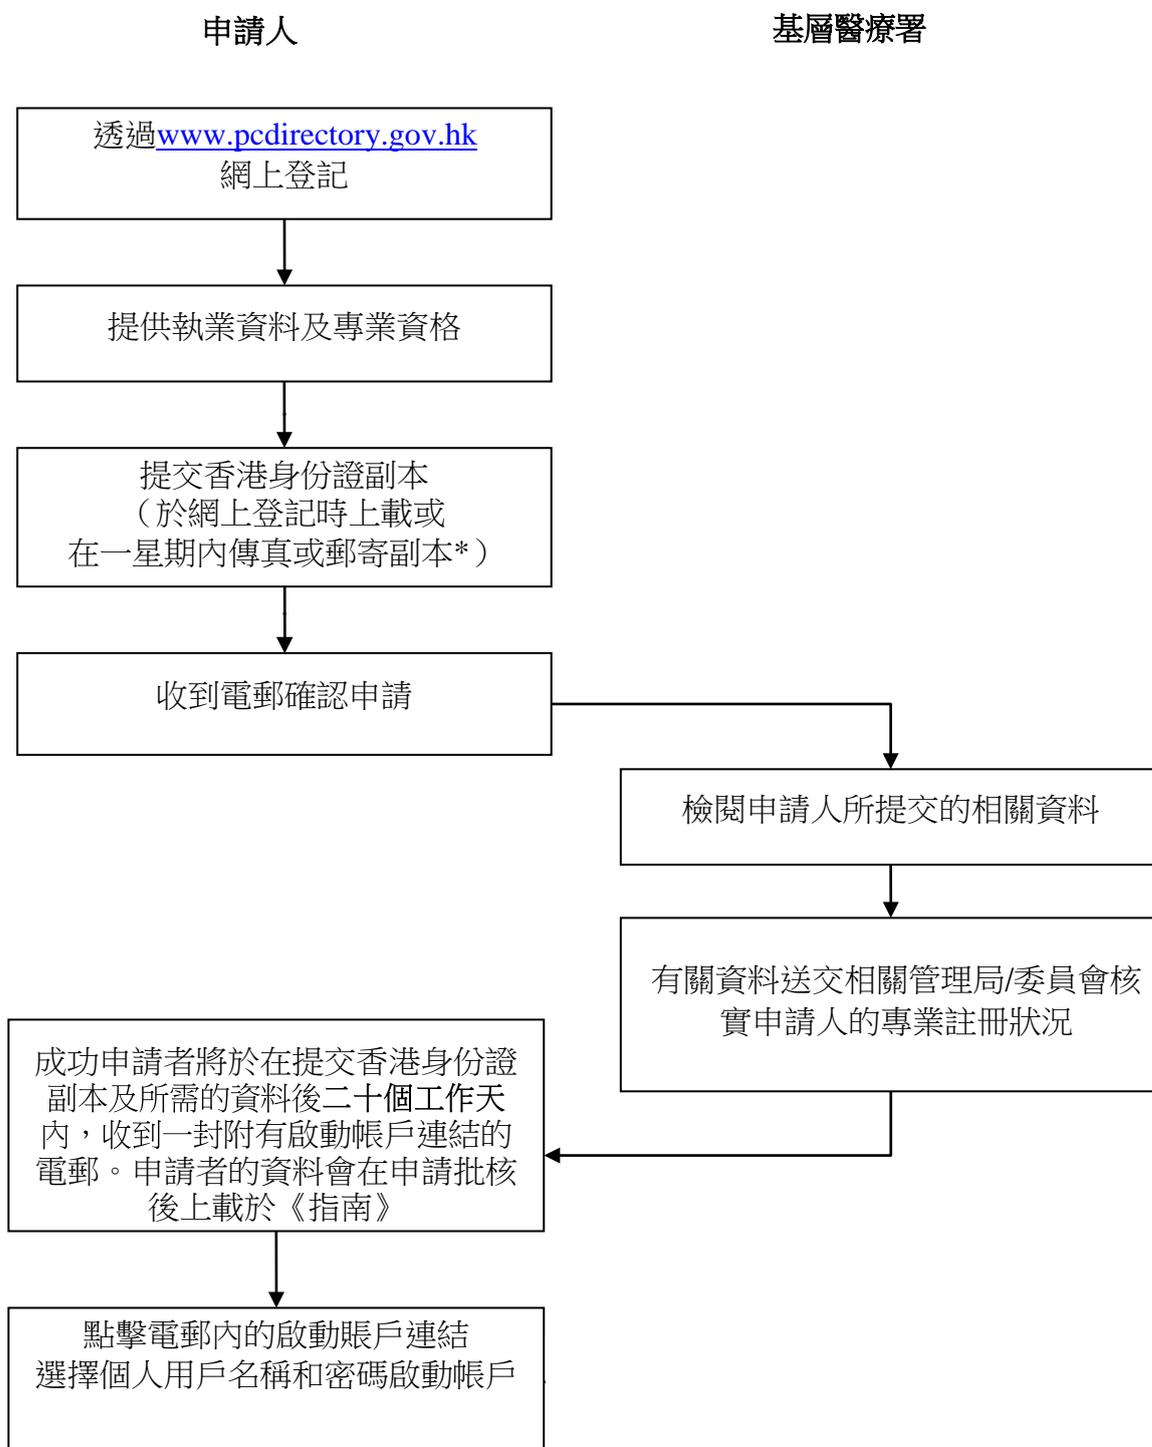 申請人
基層醫療署
透過www.pcdirectory.gov.hk
網上登記
提供執業資料及專業資格
提交香港身份證副本
（於網上登記時上載或
在一星期內傳真或郵寄副本*）
收到電郵確認申請
檢閱申請人所提交的相關資料
有關資料送交相關管理局/委員會核
實申請人的專業註冊狀況
成功申請者將於在提交香港身份證
副本及所需的資料後二十個工作天
內，收到一封附有啟動帳戶連結的
電郵。申請者的資料會在申請批核
後上載於《指南》
點擊電郵內的啟動賬戶連結
選擇個人用戶名稱和密碼啟動帳戶